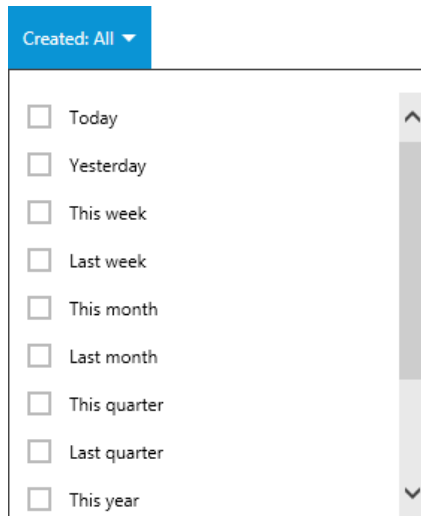 Created: All
Today
Yesterday
This week
Last week
This month
Last month
This quarter
Last quarter
This year